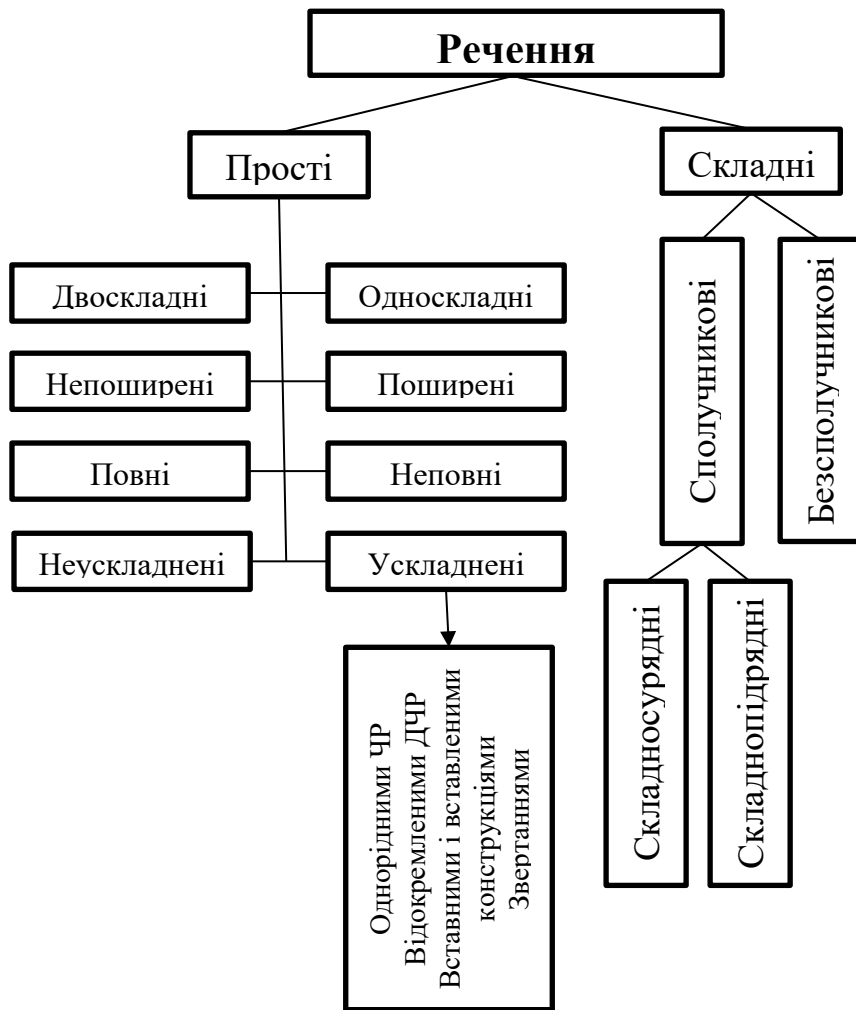 Речення
Прості
Складні
Двоскладні
Односкладні
Непоширені
Поширені
Повні
Неповні
Неускладнені
Ускладнені
Однорідними ЧР
Відокремленими ДЧР
Вставними і вставленими
конструкціями
Звертаннями
Сполучникові
Безсполучникові
Складносурядні
Складнопідрядні